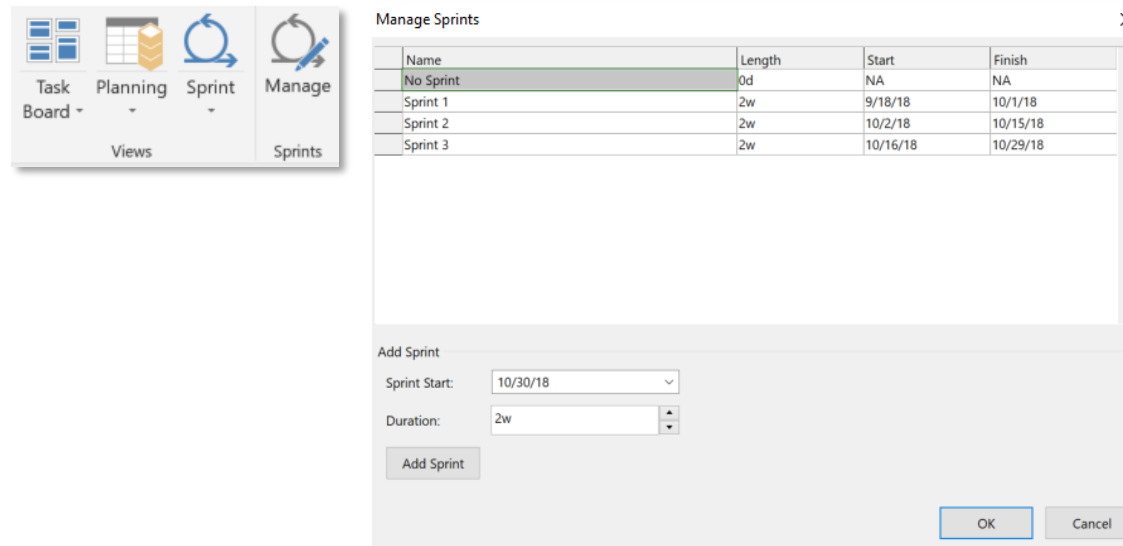 Task Planning Sprint Manage
Board
Views Sprints
Manage Sprints
Name Length Start Finish
No Sprint 0d NA NA
Sprint 1 2w 9/18/18 10/1/18
Sprint 2 2w 10/2/18 10/15/18
Sprint 3 2w 10/16/18 10/29/18
Add Sprint
Sprint Start: 10/30/18
Duration: 2w
Add Sprint
OK Cancel